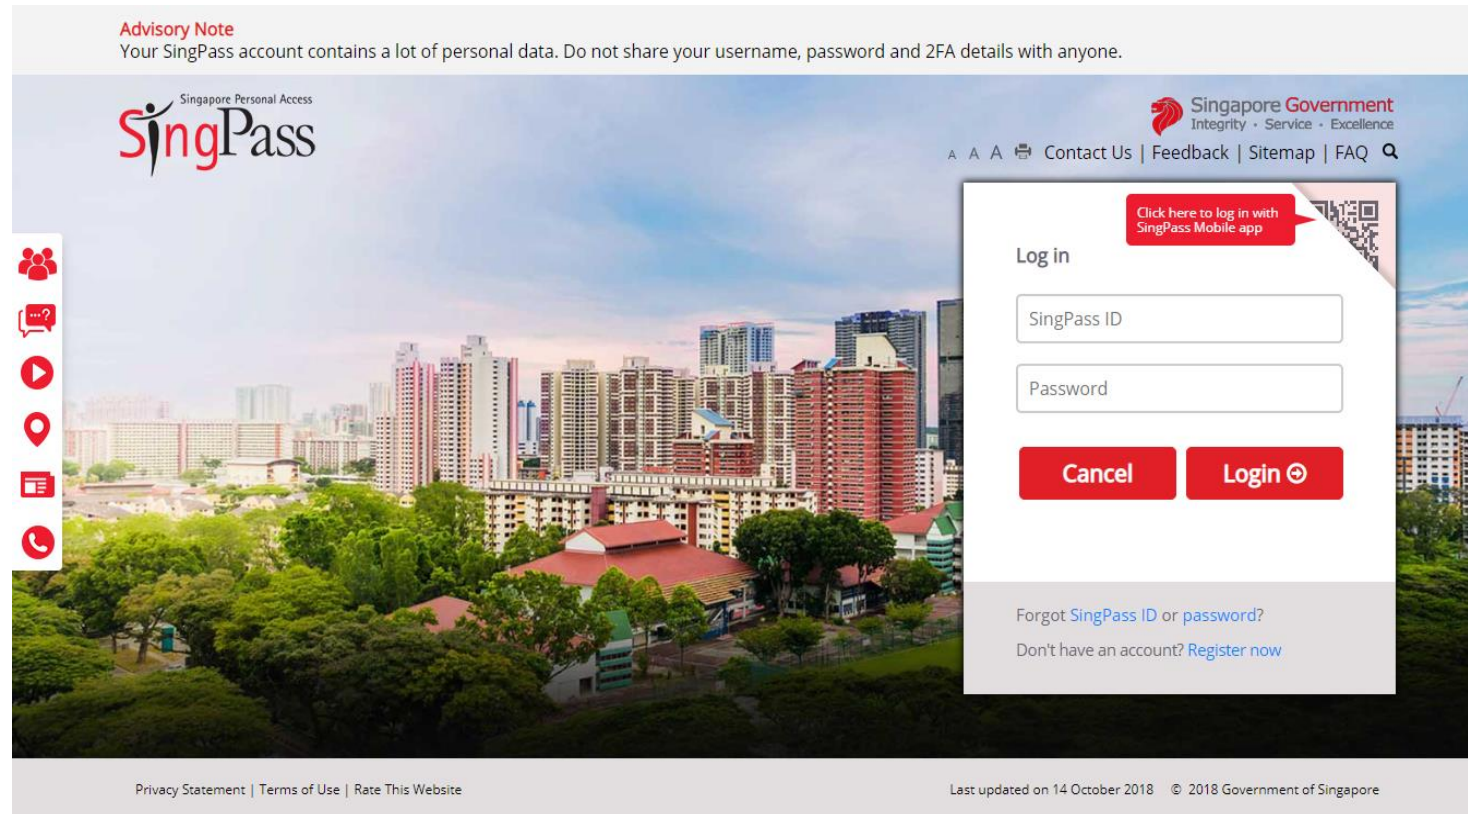 Advisory Note
Your SingPass account contains a lot of personal data. Do not share your username, password and 2FA details with anyone.
Singapore Personal Access
SingPass
Singapore Government
Integrity · Service · Excellence
A A A Contact Us | Feedback | Sitemap | FAQ
Click here to log in with
SingPass Mobile app
Log in
...?
SingPass ID
Password
Cancel Login
Forgot SingPass ID or password?
Don't have an account? Register now
Privacy Statement | Terms of Use | Rate This Website
Last updated on 14 October 2018 © 2018 Government of Singapore